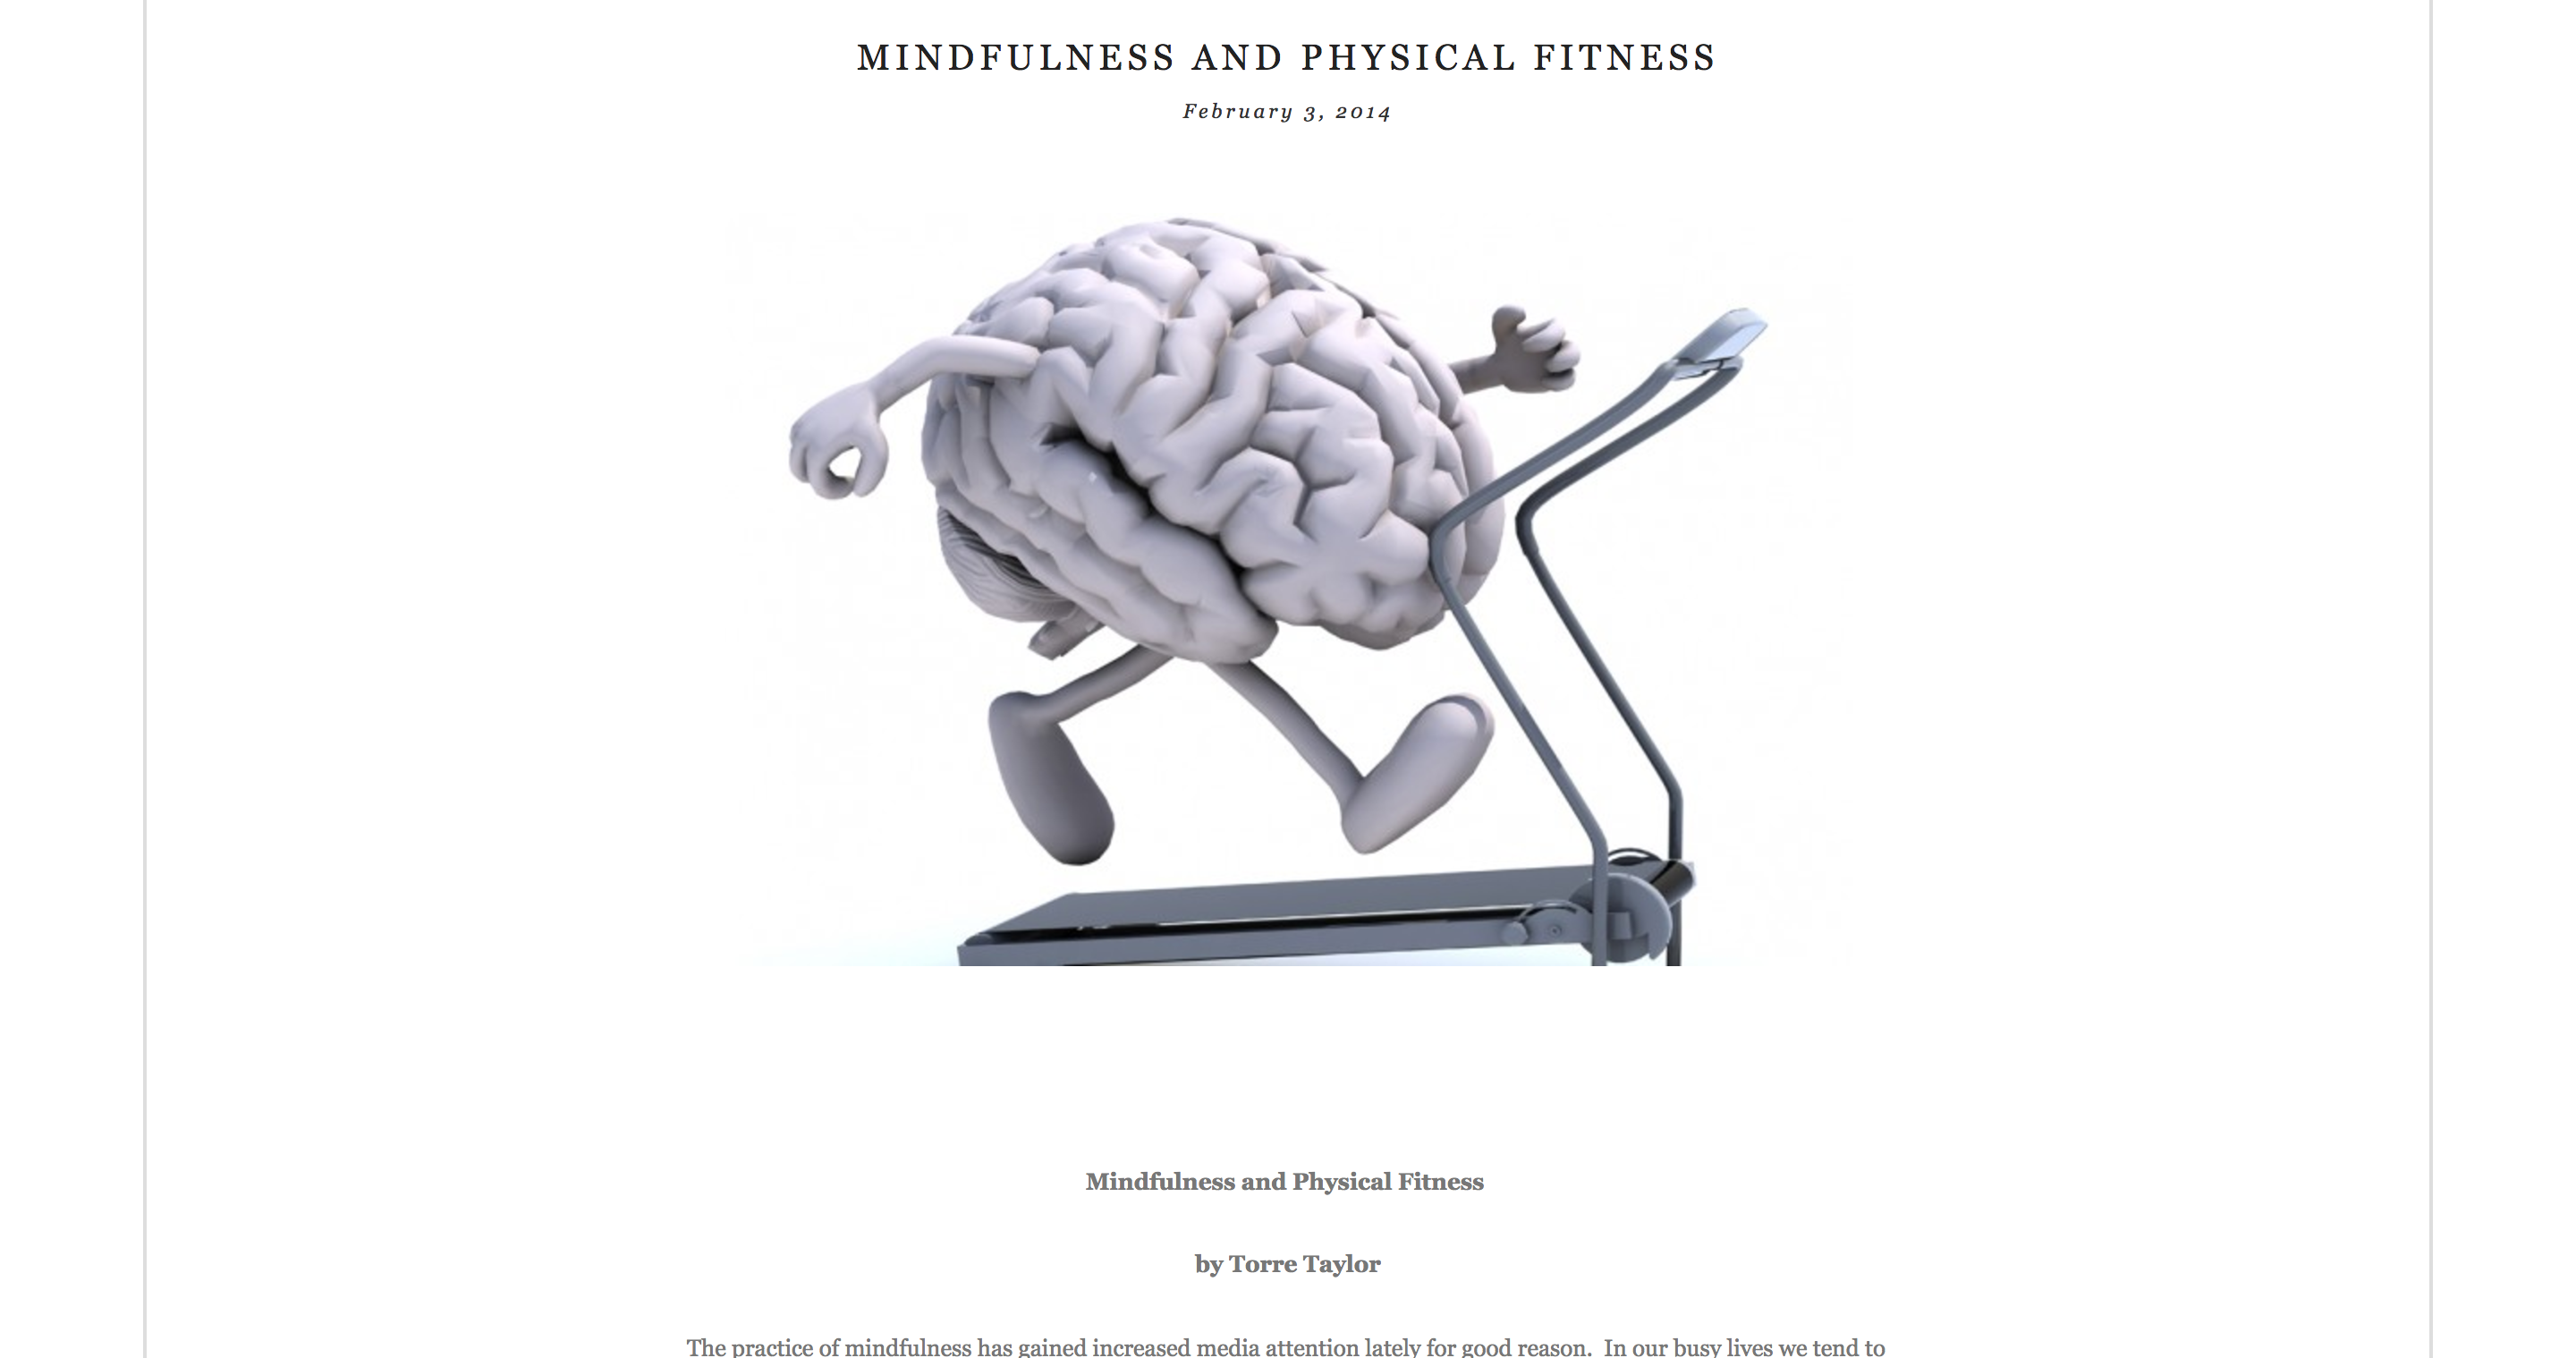 MINDFULNESS AND PHYSICAL FITNESS
February 3, 2014
Mindfulness and Physical Fitness
by Torre Taylor
The practice of mindfulness has gained increased media attention lately for good reason.  In our busy lives we tend to